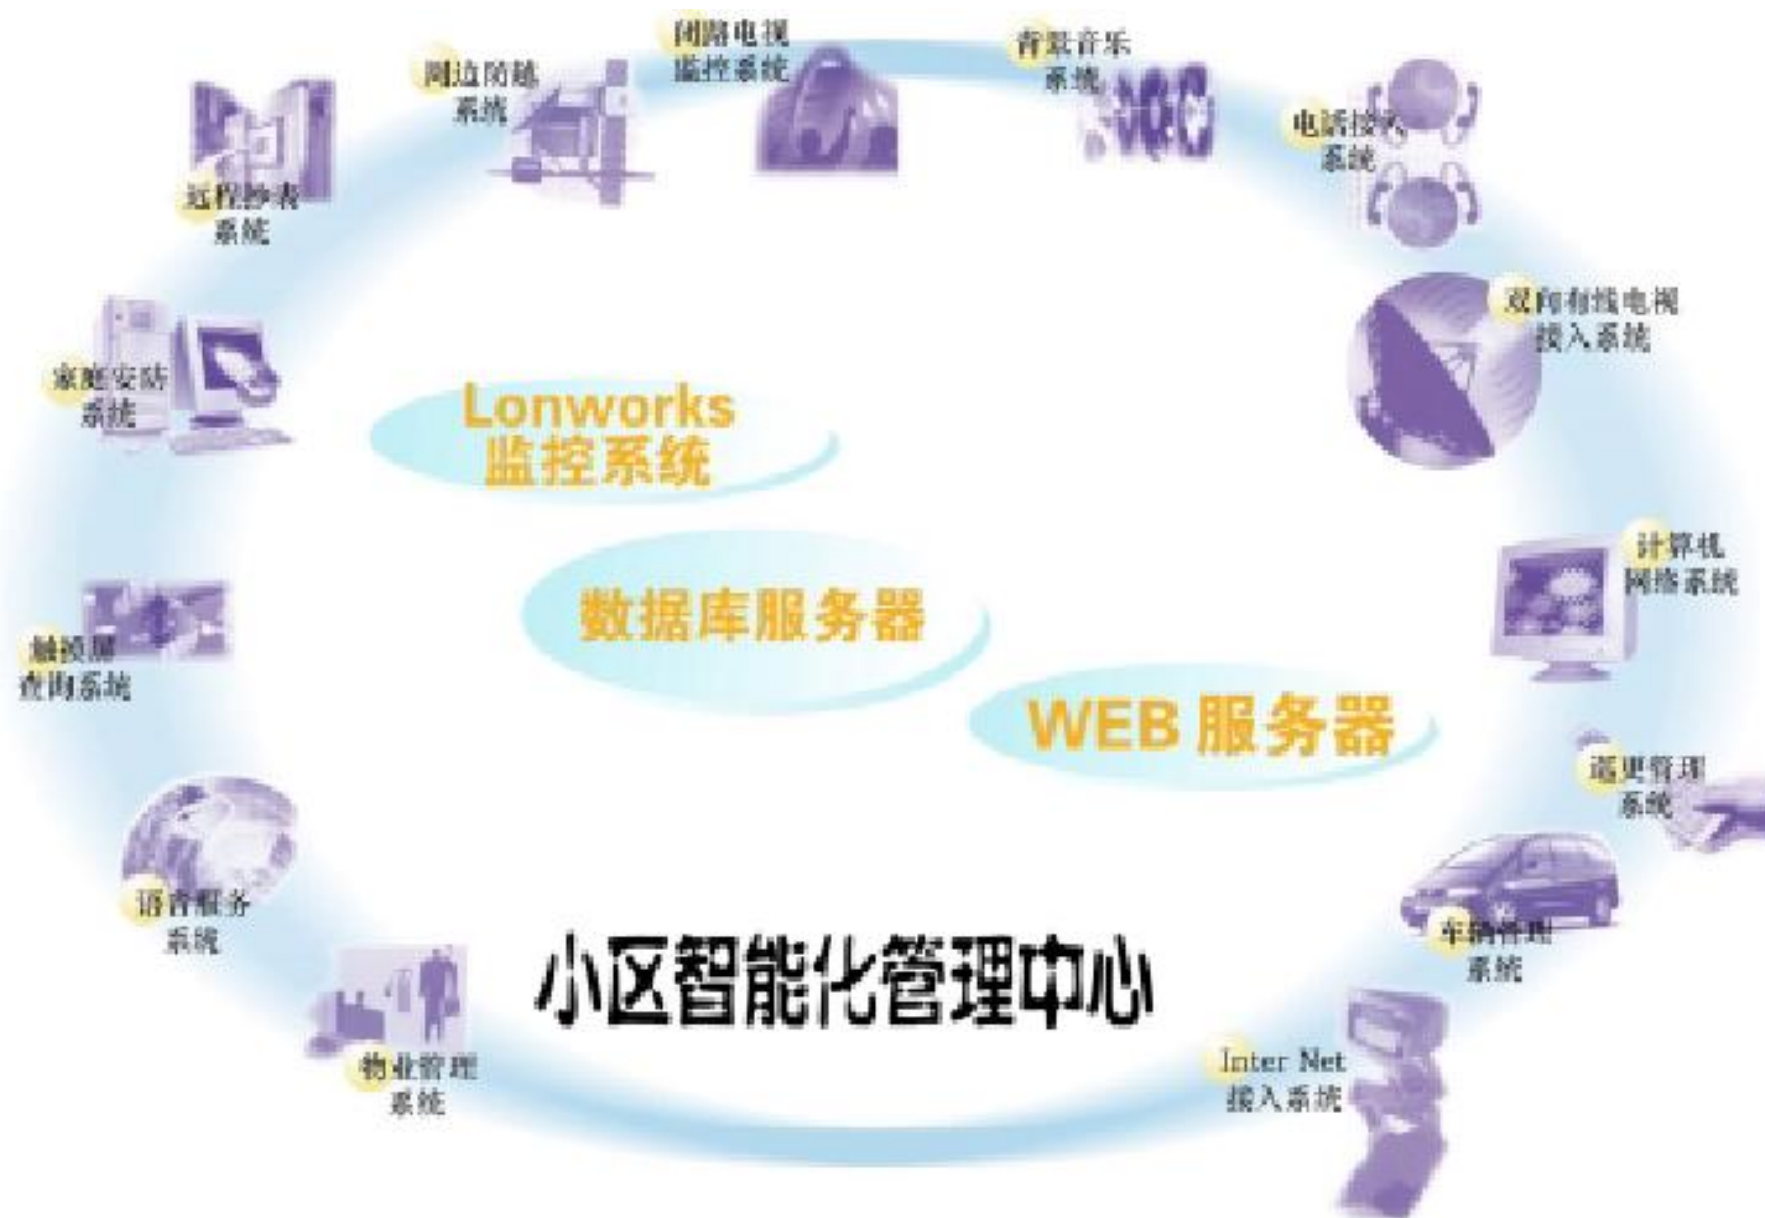 闭路电视
监控系统
背景音乐
系统
周边防越
系统
电话接入
系统
远程抄表
系统
双向有线电视
接入系统
家庭安防
系统
Lonworks
监控系统
计算机
网络系统
数据库服务器
触摸屏
查询系统
WEB 服务器
巡更管理
系统
语音服务
系统
车辆管理
系统
小区智能化管理中心
物业管理
系统
Inter Net
接入系统